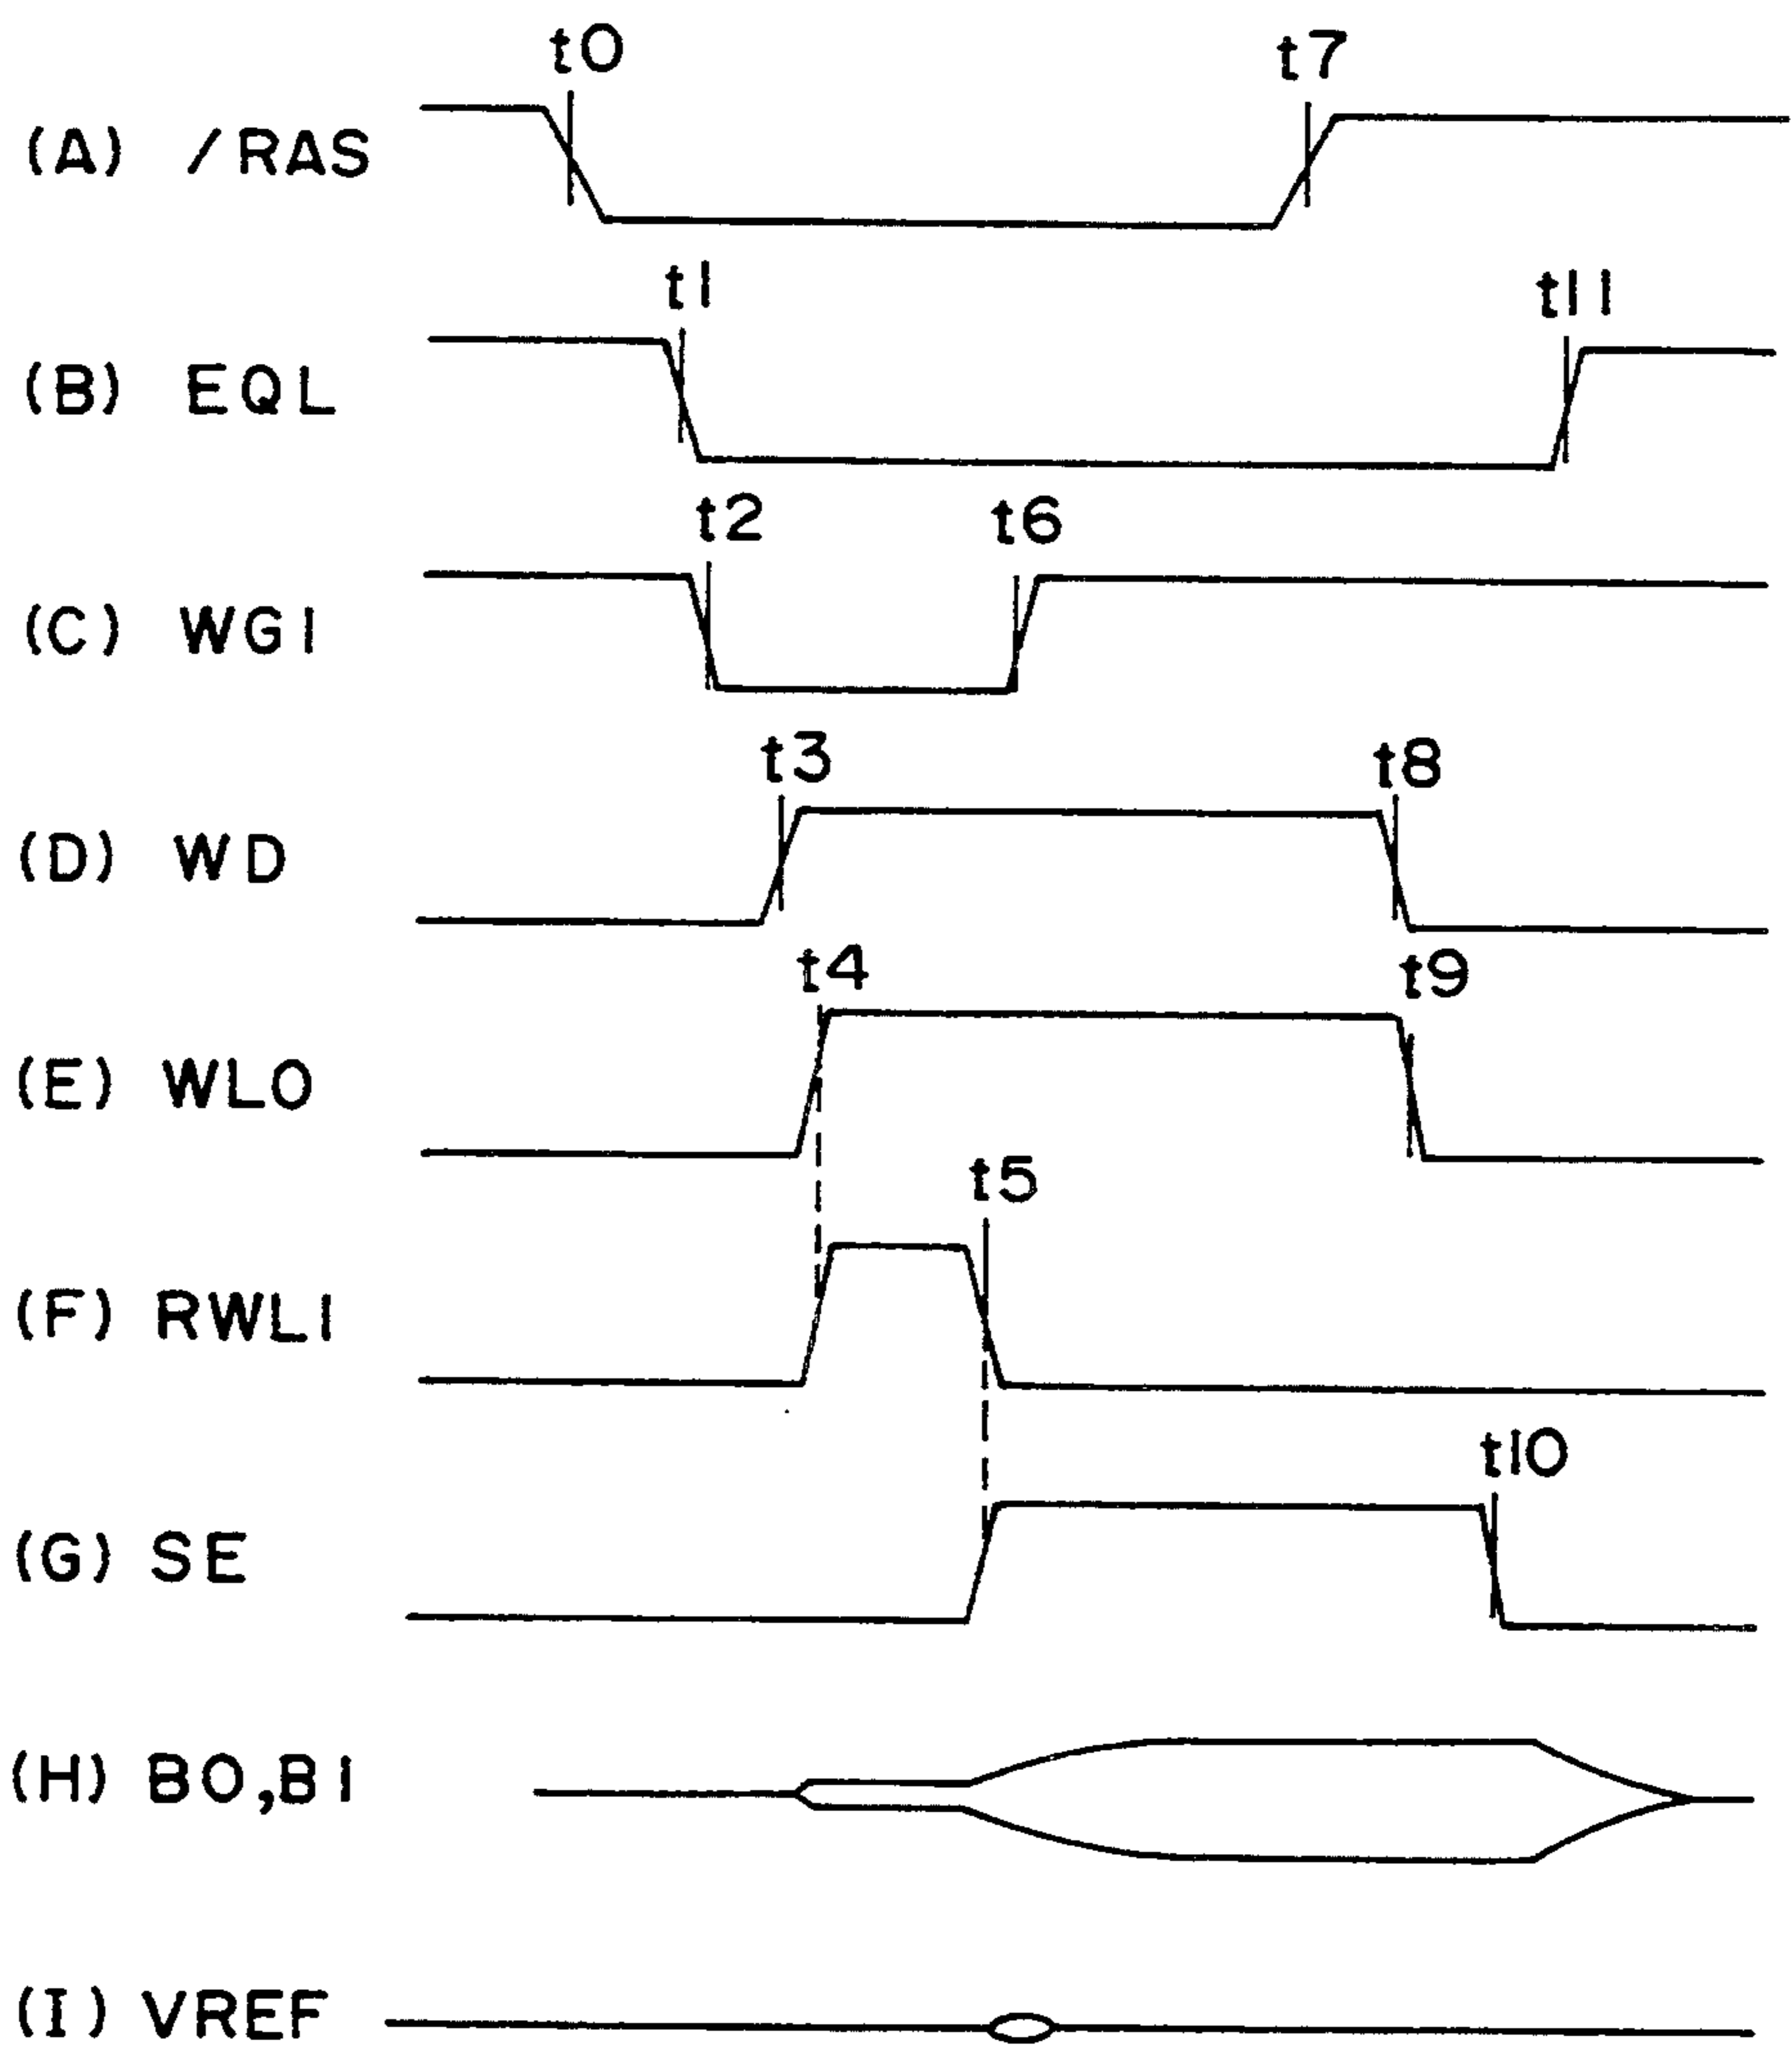 t0 t7
(A) /RAS
t1 t11
(B) EQL
t2 t6
(C) WG1
t3 t8
(D) WD
t4 t9
(E) WL0
t5
(F) RWL1
t10
(G) SE
(H) B0,B1
(I) VREF